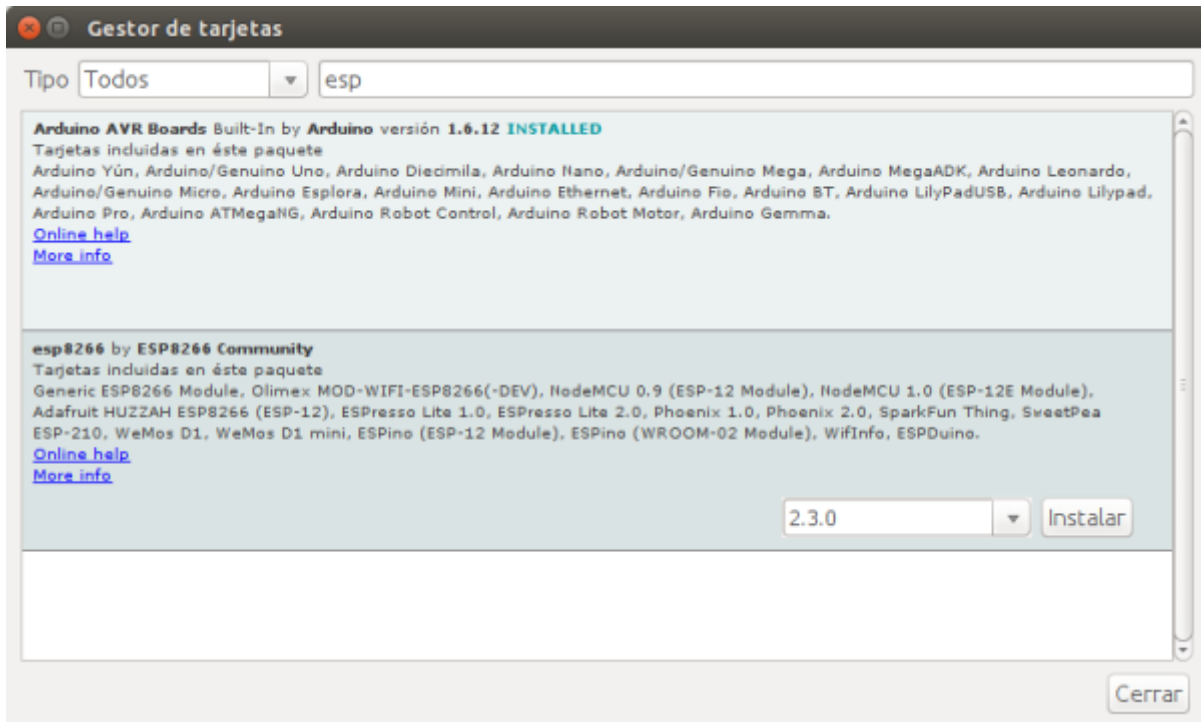 Gestor de tarjetas
Tipo Todos esp
Arduino AVR Boards Built-In by Arduino versión 1.6.12 INSTALLED
Tarjetas incluidas en éste paquete
Arduino Yún, Arduino/Genuino Uno, Arduino Diecimila, Arduino Nano, Arduino/Genuino Mega, Arduino MegaADK, Arduino Leonardo,
Arduino/Genuino Micro, Arduino Esplora, Arduino Mini, Arduino Ethernet, Arduino Fio, Arduino BT, Arduino LilyPadUSB, Arduino Lilypad,
Arduino Pro, Arduino ATMegaNG, Arduino Robot Control, Arduino Robot Motor, Arduino Gemma.
Online help
More info
esp8266 by ESP8266 Community
Tarjetas incluidas en éste paquete
Generic ESP8266 Module, Olimex MOD-WIFI-ESP8266(-DEV), NodeMCU 0.9 (ESP-12 Module), NodeMCU 1.0 (ESP-12E Module),
Adafruit HUZZAH ESP8266 (ESP-12), ESPresso Lite 1.0, ESPresso Lite 2.0, Phoenix 1.0, Phoenix 2.0, SparkFun Thing, SweetPea
ESP-210, WeMos D1, WeMos D1 mini, ESPino (ESP-12 Module), ESPino (WROOM-02 Module), WifInfo, ESPDuino.
Online help
More info
2.3.0 Instalar
Cerrar